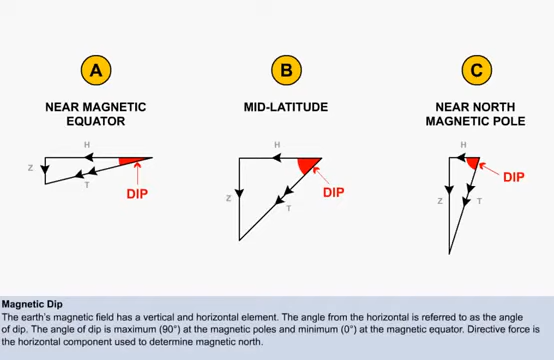 A
B
C
NEAR MAGNETIC
EQUATOR
MID-LATITUDE
NEAR NORTH
MAGNETIC POLE
H
Z
T
DIP
H
Z
T
DIP
H
Z
T
DIP
Magnetic Dip
The earth's magnetic field has a vertical and horizontal element. The angle from the horizontal is referred to as the angle
of dip. The angle of dip is maximum (90°) at the magnetic poles and minimum (0°) at the magnetic equator. Directive force is
the horizontal component used to determine magnetic north.